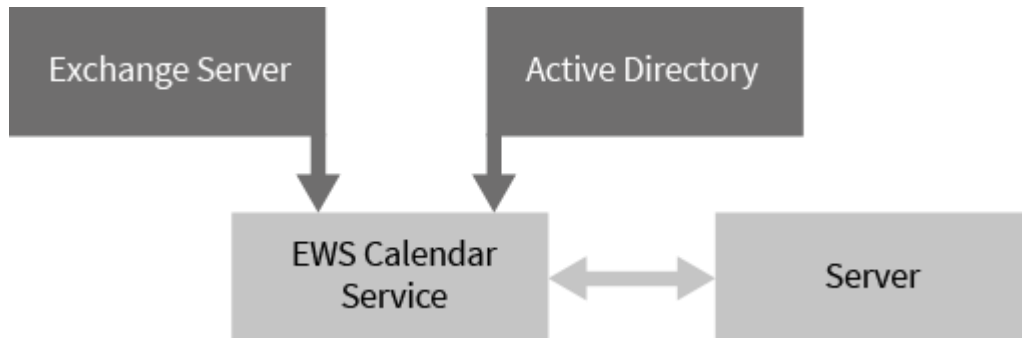 Exchange Server
Active Directory
EWS Calendar
Service
Server